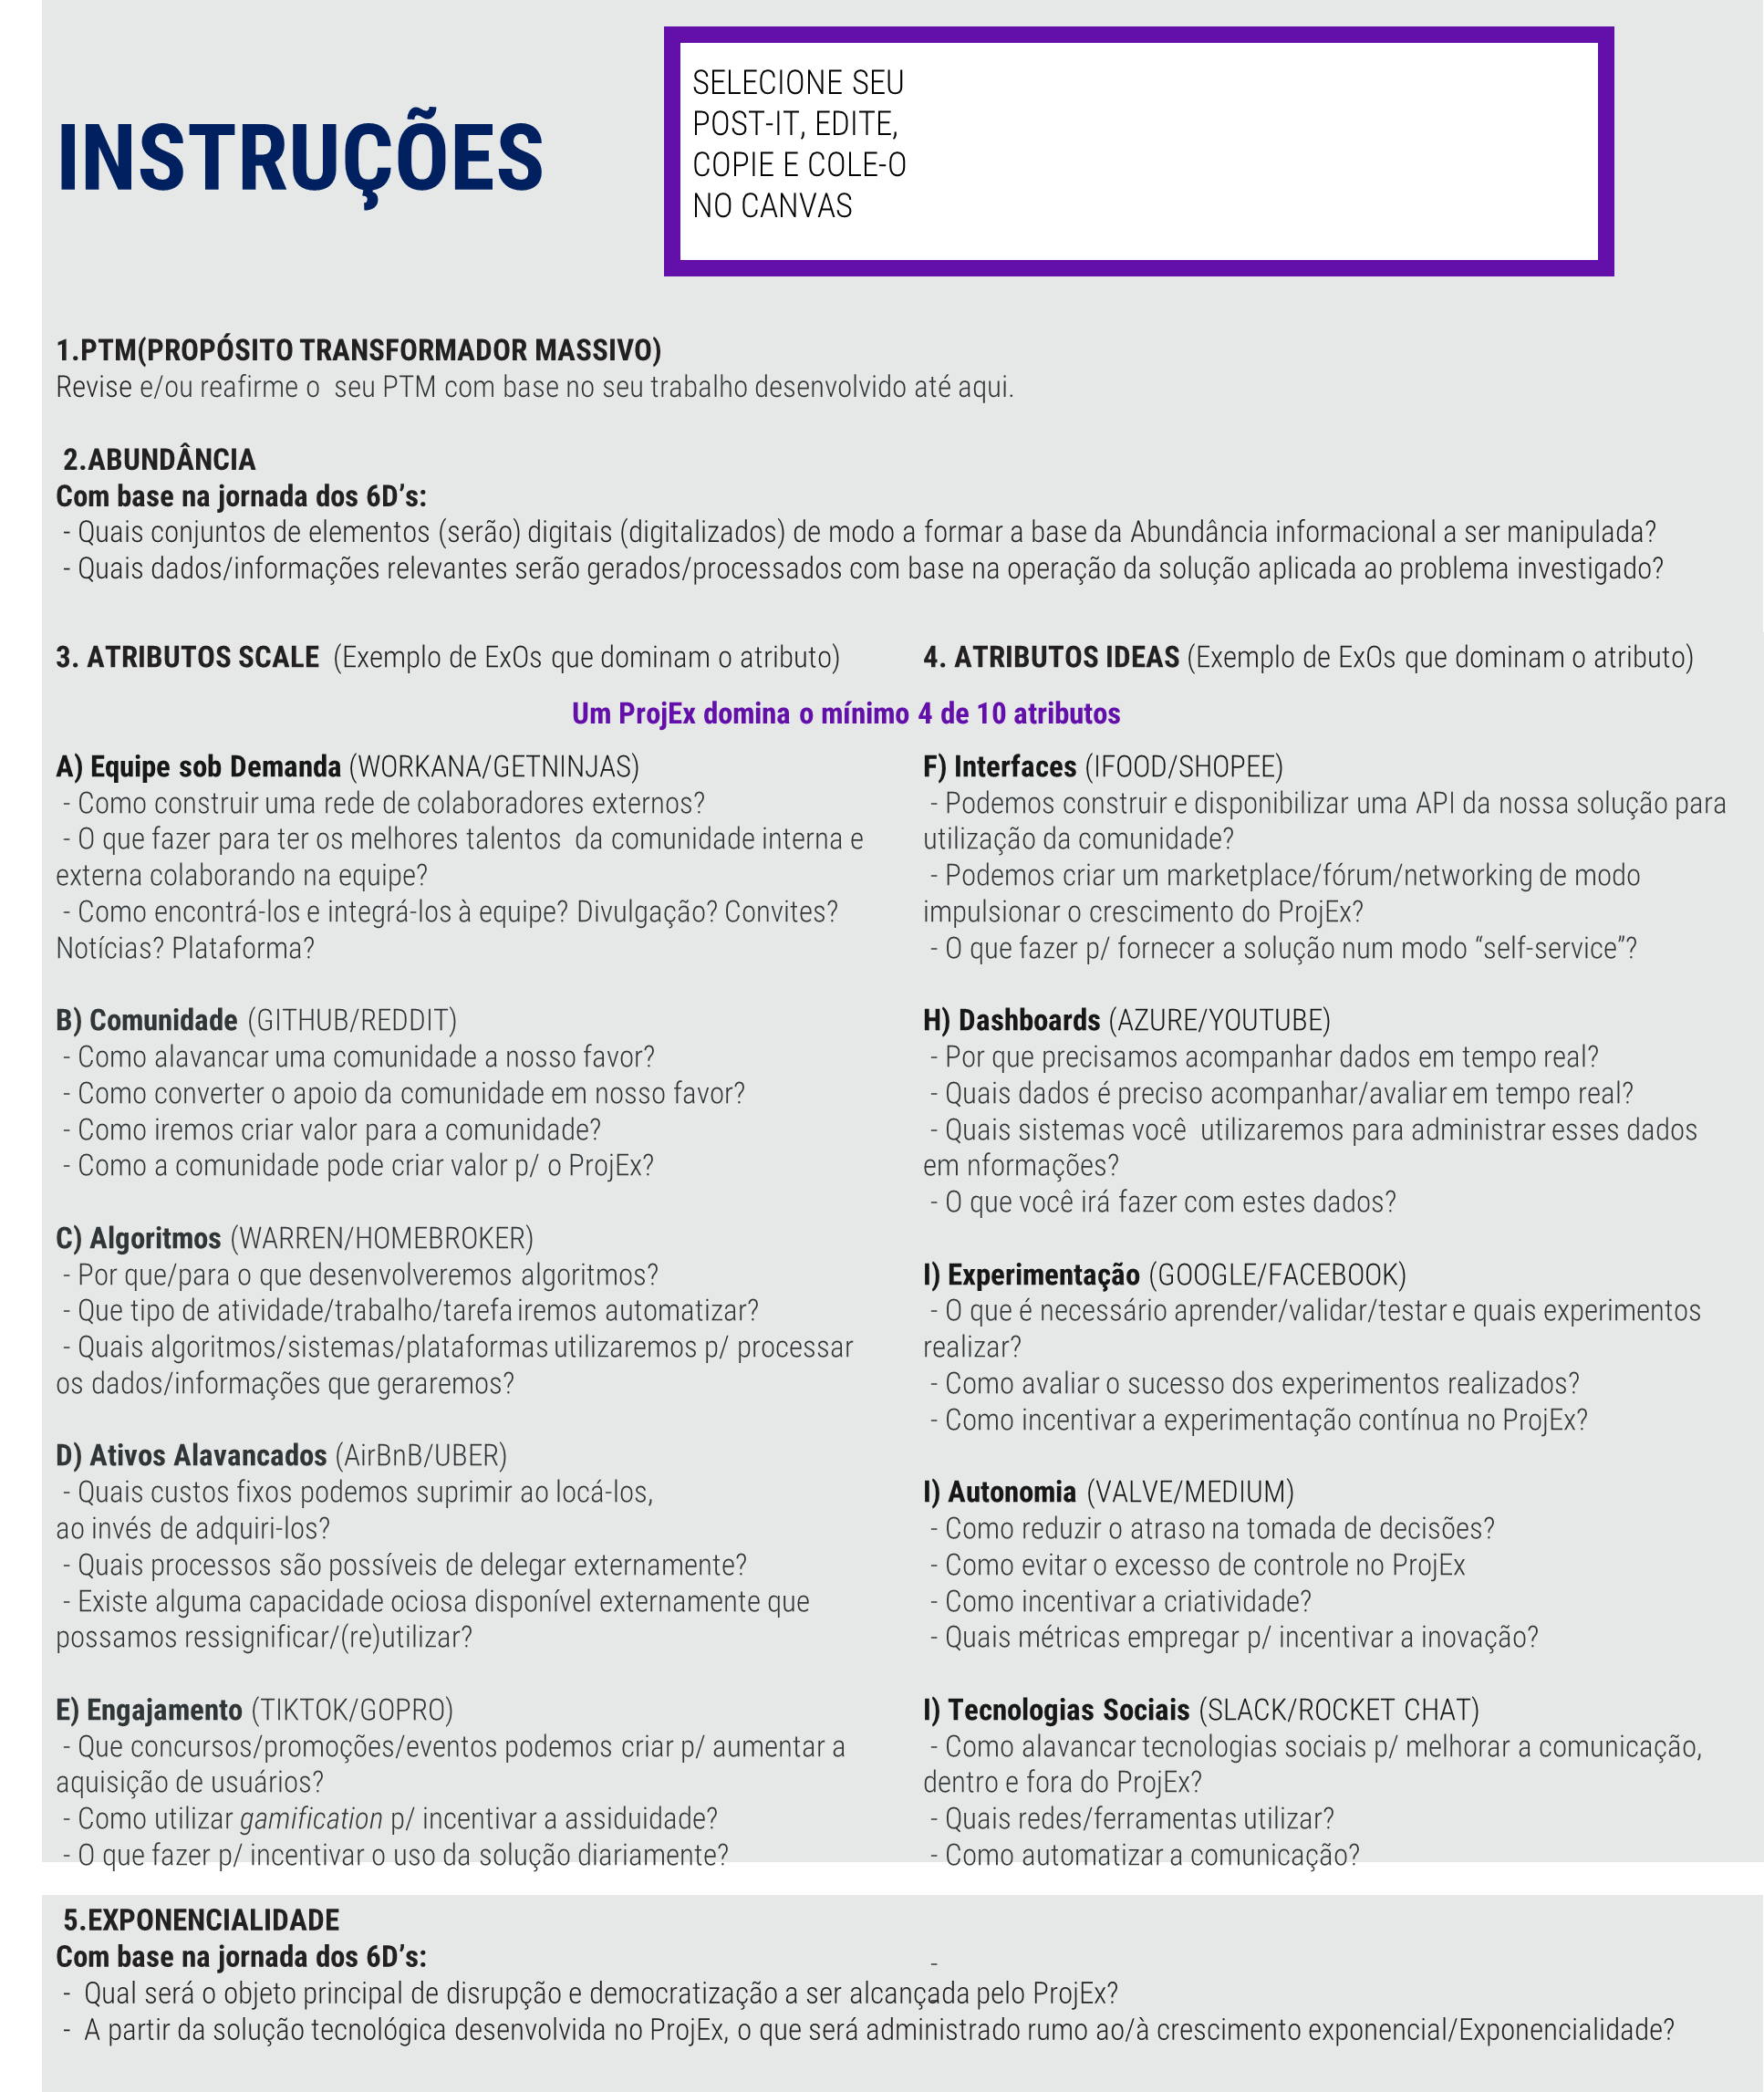 INSTRUÇÕES
SELECIONE SEU
POST-IT, EDITE,
COPIE E COLE-O
NO CANVAS
1.PTM(PROPÓSITO TRANSFORMADOR MASSIVO)
Revise e/ou reafirme o  seu PTM com base no seu trabalho desenvolvido até aqui.
2.ABUNDÂNCIA
Com base na jornada dos 6D’s:
- Quais conjuntos de elementos (serão) digitais (digitalizados) de modo a formar a base da Abundância informacional a ser manipulada?
- Quais dados/informações relevantes serão gerados/processados com base na operação da solução aplicada ao problema investigado?
3. ATRIBUTOS SCALE  (Exemplo de ExOs que dominam o atributo)
4. ATRIBUTOS IDEAS (Exemplo de ExOs que dominam o atributo)
Um ProjEx domina o mínimo 4 de 10 atributos
A) Equipe sob Demanda (WORKANA/GETNINJAS)
- Como construir uma rede de colaboradores externos?
- O que fazer para ter os melhores talentos  da comunidade interna e
externa colaborando na equipe?
- Como encontrá-los e integrá-los à equipe? Divulgação? Convites?
Notícias? Plataforma?
B) Comunidade (GITHUB/REDDIT)
- Como alavancar uma comunidade a nosso favor?
- Como converter o apoio da comunidade em nosso favor?
- Como iremos criar valor para a comunidade?
- Como a comunidade pode criar valor p/ o ProjEx?
C) Algoritmos (WARREN/HOMEBROKER)
- Por que/para o que desenvolveremos algoritmos?
- Que tipo de atividade/trabalho/tarefa iremos automatizar?
- Quais algoritmos/sistemas/plataformas utilizaremos p/ processar
os dados/informações que geraremos?
D) Ativos Alavancados (AirBnB/UBER)
- Quais custos fixos podemos suprimir ao locá-los,
ao invés de adquiri-los?
- Quais processos são possíveis de delegar externamente?
- Existe alguma capacidade ociosa disponível externamente que
possamos ressignificar/(re)utilizar?
E) Engajamento (TIKTOK/GOPRO)
- Que concursos/promoções/eventos podemos criar p/ aumentar a
aquisição de usuários?
- Como utilizar gamification p/ incentivar a assiduidade?
- O que fazer p/ incentivar o uso da solução diariamente?
F) Interfaces (IFOOD/SHOPEE)
- Podemos construir e disponibilizar uma API da nossa solução para
utilização da comunidade?
- Podemos criar um marketplace/fórum/networking de modo
impulsionar o crescimento do ProjEx?
- O que fazer p/ fornecer a solução num modo “self-service”?
H) Dashboards (AZURE/YOUTUBE)
- Por que precisamos acompanhar dados em tempo real?
- Quais dados é preciso acompanhar/avaliar em tempo real?
- Quais sistemas você  utilizaremos para administrar esses dados
em nformações?
- O que você irá fazer com estes dados?
I) Experimentação (GOOGLE/FACEBOOK)
- O que é necessário aprender/validar/testar e quais experimentos
realizar?
- Como avaliar o sucesso dos experimentos realizados?
- Como incentivar a experimentação contínua no ProjEx?
I) Autonomia (VALVE/MEDIUM)
- Como reduzir o atraso na tomada de decisões?
- Como evitar o excesso de controle no ProjEx
- Como incentivar a criatividade?
- Quais métricas empregar p/ incentivar a inovação?
I) Tecnologias Sociais (SLACK/ROCKET CHAT)
- Como alavancar tecnologias sociais p/ melhorar a comunicação,
dentro e fora do ProjEx?
- Quais redes/ferramentas utilizar?
- Como automatizar a comunicação?
5.EXPONENCIALIDADE
Com base na jornada dos 6D’s:
-
- Qual será o objeto principal de disrupção e democratização a ser alcançada pelo ProjEx?
- A partir da solução tecnológica desenvolvida no ProjEx, o que será administrado rumo ao/à crescimento exponencial/Exponencialidade?